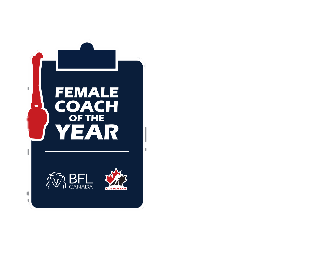 FEMALE
COACH
OF THE
YEAR
BFL
CANADA